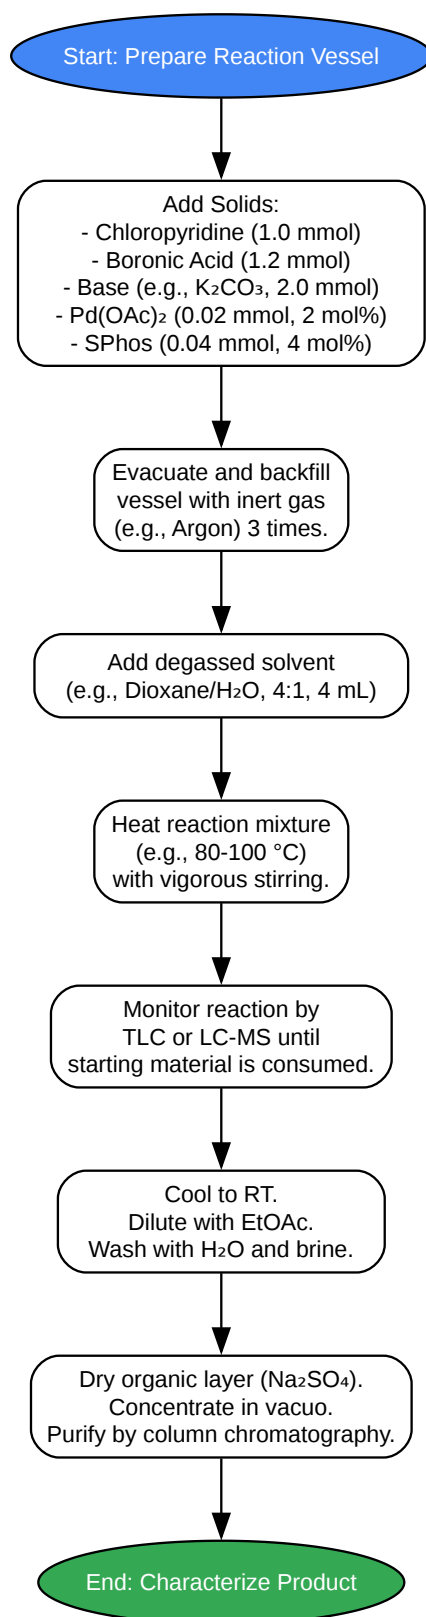 Start: Prepare Reaction Vessel
Add Solids:
- Chloropyridine (1.0 mmol)
- Boronic Acid (1.2 mmol)
- Base (e.g., K₂CO₃, 2.0 mmol)
- Pd(OAc)₂ (0.02 mmol, 2 mol%)
- SPhos (0.04 mmol, 4 mol%)
Evacuate and backfill
vessel with inert gas
(e.g., Argon) 3 times.
Add degassed solvent
(e.g., Dioxane/H₂O, 4:1, 4 mL)
Heat reaction mixture
(e.g., 80-100 °C)
with vigorous stirring.
Monitor reaction by
TLC or LC-MS until
starting material is consumed.
Cool to RT.
Dilute with EtOAc.
Wash with H₂O and brine.
Dry organic layer (Na₂SO₄).
Concentrate in vacuo.
Purify by column chromatography.
End: Characterize Product